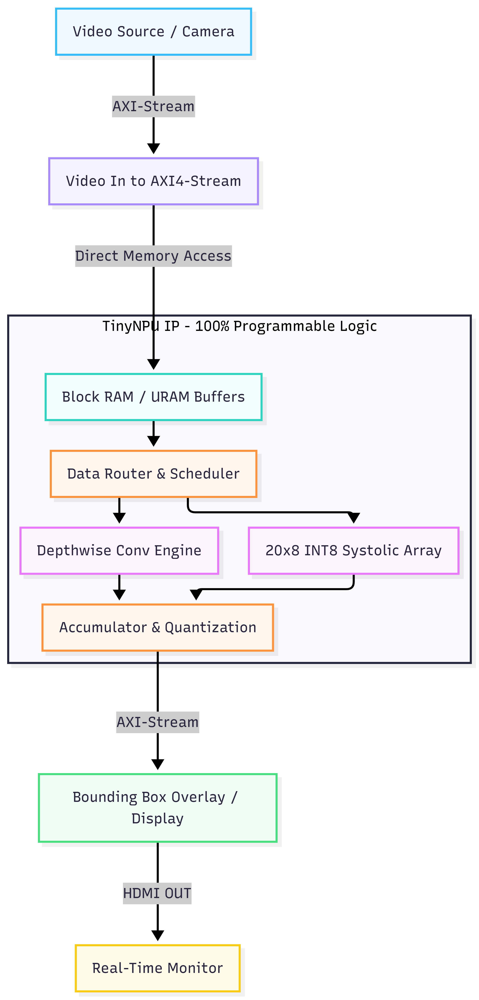 Video Source / Camera
AXI-Stream
Video In to AXI4-Stream
Direct Memory Access
TinyNPU IP - 100% Programmable Logic
Block RAM / URAM Buffers
Data Router & Scheduler
Depthwise Conv Engine
20x8 INT8 Systolic Array
Accumulator & Quantization
AXI-Stream
Bounding Box Overlay /
Display
HDMI OUT
Real-Time Monitor